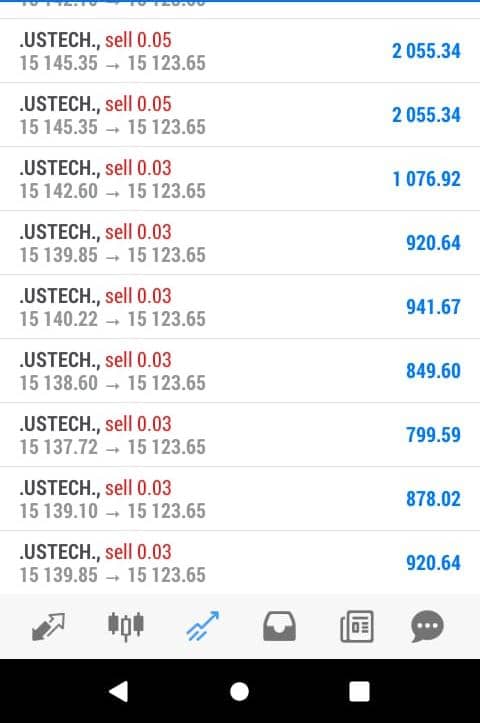 .USTECH., sell 0.05
15 145.35 → 15 123.65
2 055.34
.USTECH., sell 0.05
15 145.35 → 15 123.65
2 055.34
.USTECH., sell 0.03
15 142.60 → 15 123.65
1 076.92
.USTECH., sell 0.03
15 139.85 → 15 123.65
920.64
.USTECH., sell 0.03
15 140.22 → 15 123.65
941.67
.USTECH., sell 0.03
15 138.60 → 15 123.65
849.60
.USTECH., sell 0.03
15 137.72 → 15 123.65
799.59
.USTECH., sell 0.03
15 139.10 → 15 123.65
878.02
.USTECH., sell 0.03
15 139.85 → 15 123.65
920.64